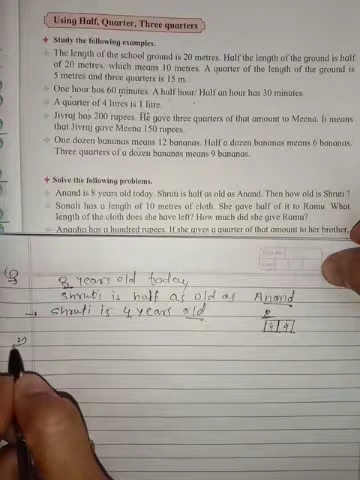 Using Half, Quarter, Three quarters
Study the following examples.
The length of the school ground is 20 metres. Half the length of the ground is half
of 20 metres, which means 10 metres. A quarter of the length of the ground is
5 metres and three quarters is 15 m.
One hour has 60 minutes. A half hour/ Half an hour has 30 minutes.
A quarter of 4 litres is 1 litre.
Jivraj has 200 rupees. He gave three quarters of that amount to Meena. It means
that Jivraj gave Meena 150 rupees.
One dozen bananas means 12 bananas. Half a dozen bananas means 6 bananas.
Three quarters of a dozen bananas means 9 bananas.
Solve the following problems.
Anand is 8 years old today. Shruti is half as old as Anand. Then how old is Shruti ?
Sonali has a length of 10 metres of cloth. She gave half of it to Ramu. What
length of the cloth does she have left? How much did she give Ramu?
Anagha has a hundred rupees. If she gives a quarter of that amount to her brother,
8 years old today
Shruti is half as old as Anand
→ Shruti is 4 years old
8
4 4